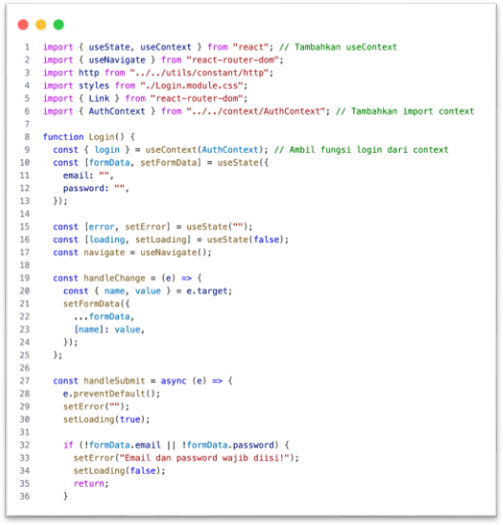 1 import { useState, useContext } from "react"; // Tambahkan useContext
2 import { useNavigate } from "react-router-dom";
3 import http from "../../utils/constant/http";
4 import styles from "./Login.module.css";
5 import { Link } from "react-router-dom";
6 import { AuthContext } from "../../context/AuthContext"; // Tambahkan import context
7
8 function Login() {
9 const { login } = useContext(AuthContext); // Ambil fungsi login dari context
10 const [formData, setFormData] = useState({
11 email: "",
12 password: "",
13 });
14
15 const [error, setError] = useState("");
16 const [loading, setLoading] = useState(false);
17 const navigate = useNavigate();
18
19 const handleChange = (e) => {
20 const { name, value } = e.target;
21 setFormData({
22 ...formData,
23 [name]: value,
24 });
25 };
26
27 const handleSubmit = async (e) => {
28 e.preventDefault();
29 setError("");
30 setLoading(true);
31
32 if (!formData.email || !formData.password) {
33 setError("Email dan password wajib diisi!");
34 setLoading(false);
35 return;
36 }